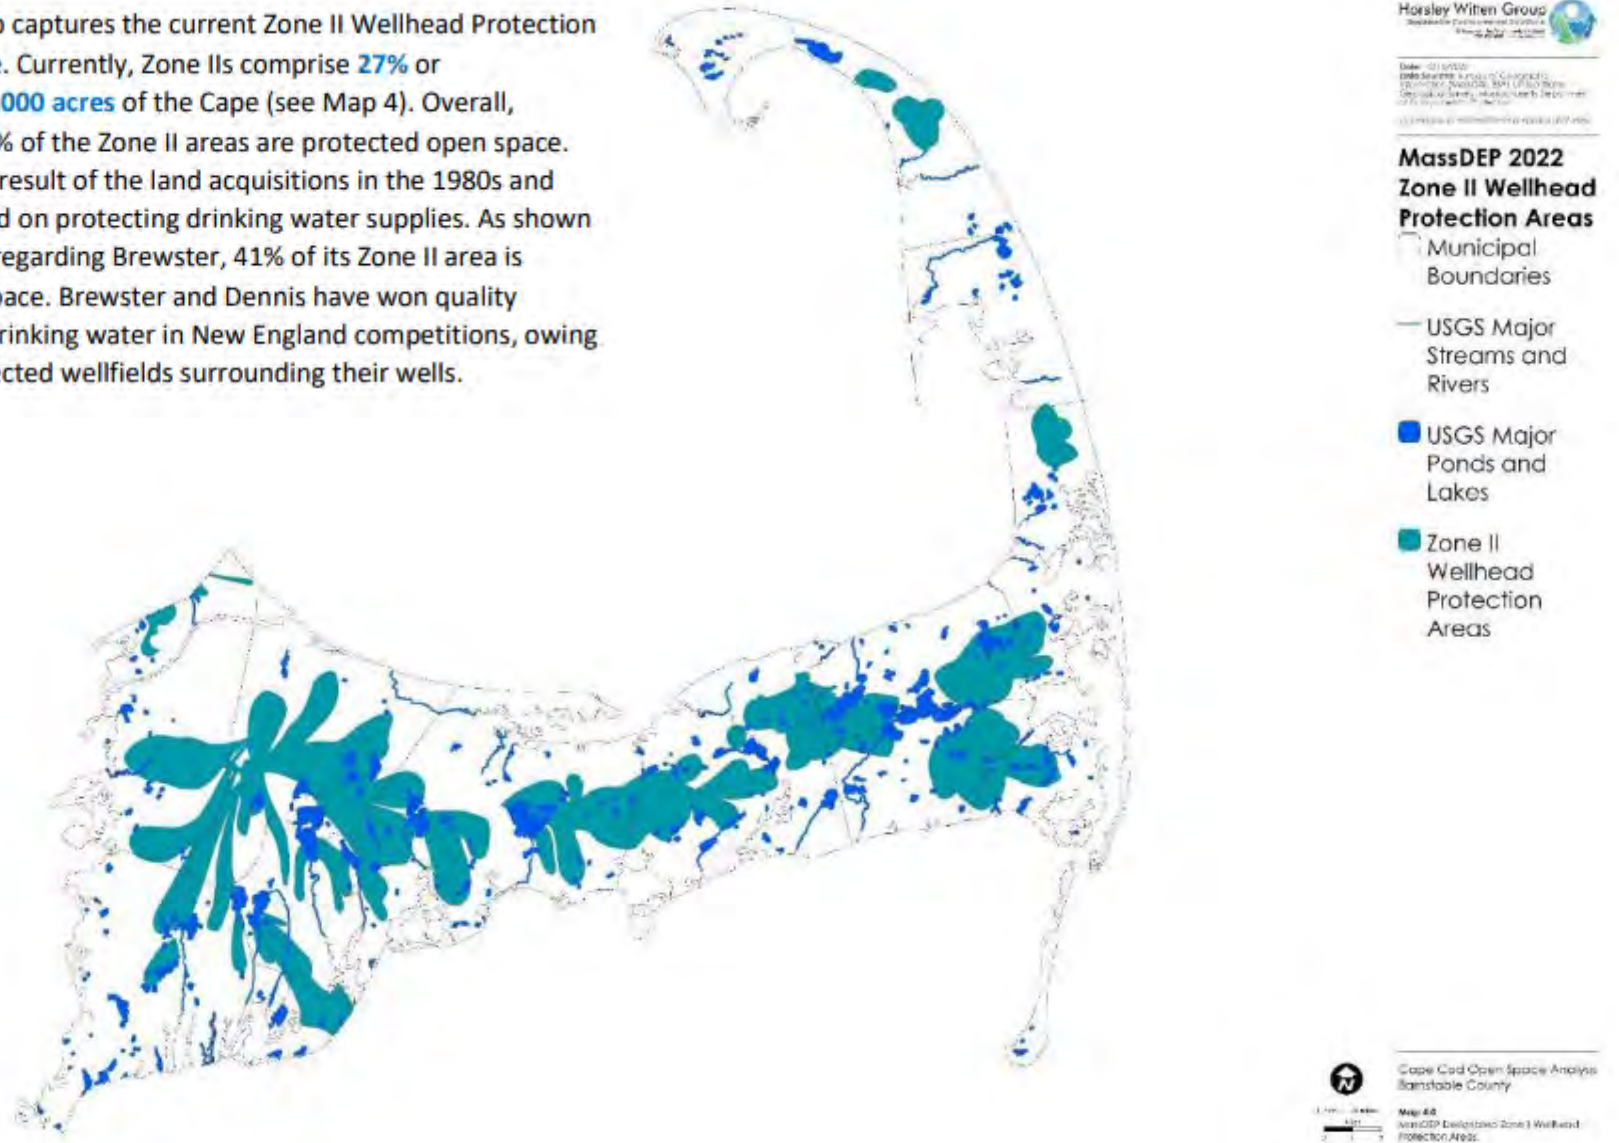 captures the current Zone II Wellhead Protection
. Currently, Zone IIs comprise 27% or
000 acres of the Cape (see Map 4). Overall,
% of the Zone II areas are protected open space.
result of the land acquisitions in the 1980s and
d on protecting drinking water supplies. As shown
regarding Brewster, 41% of its Zone II area is
pace. Brewster and Dennis have won quality
rinking water in New England competitions, owing
ected wellfields surrounding their wells.
Horsley Witten Group
MassDEP 2022
Zone II Wellhead
Protection Areas
Municipal
Boundaries
USGS Major
Streams and
Rivers
USGS Major
Ponds and
Lakes
Zone II
Wellhead
Protection
Areas
N
Cape Cod Open Space Analysis
Barnstable County
Protection Areas